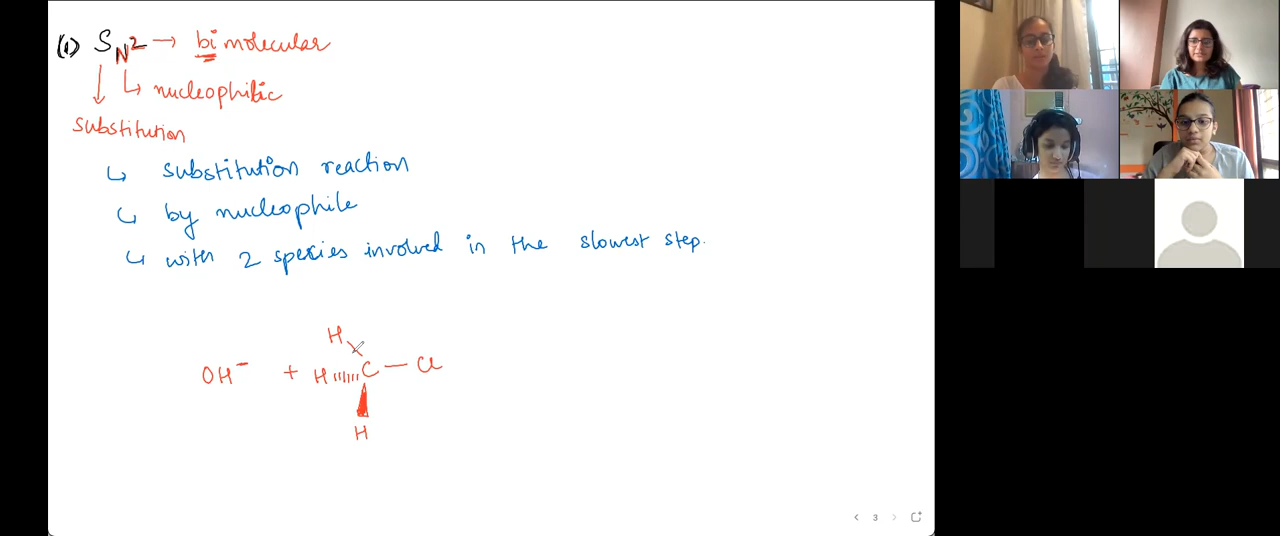 (1) SN2 → bimolecular
↳ nucleophilic
substitution
↳ substitution reaction
↳ by nucleophile
↳ with 2 species involved in the slowest step.
H
OH⁻ + H C — Cl
H
3